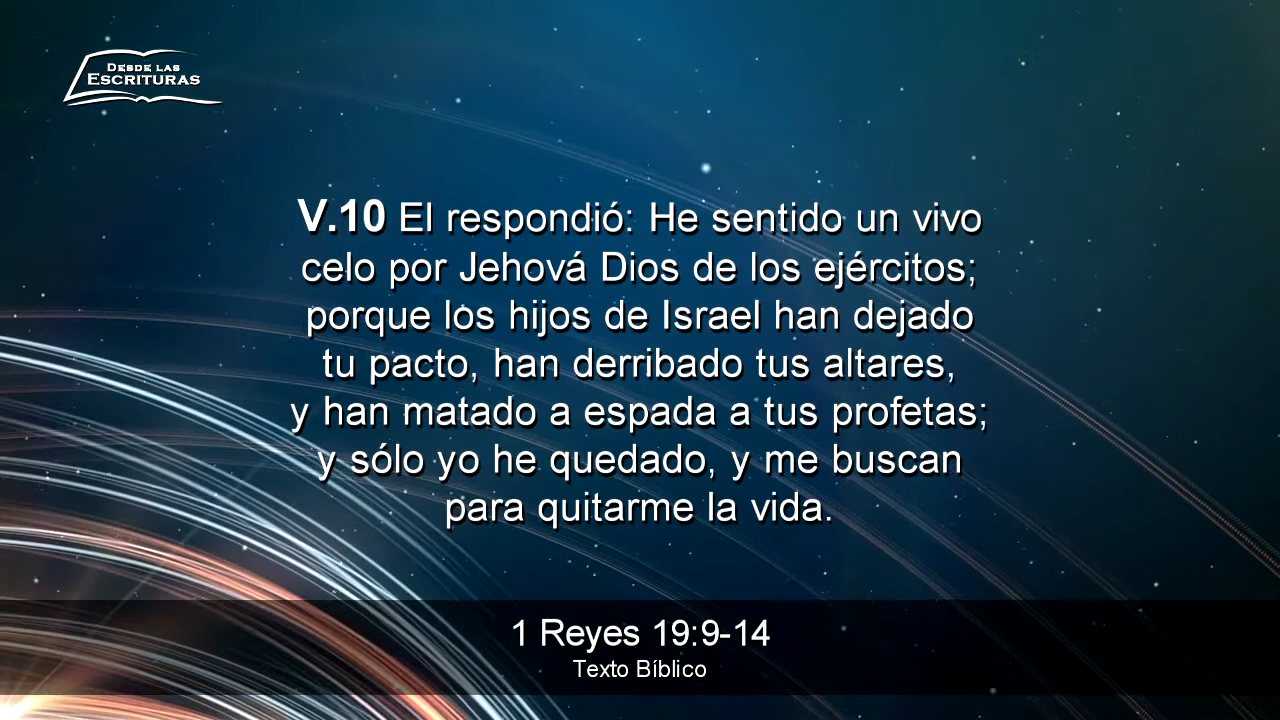 DESDE LAS
ESCRITURAS
V.10 El respondió: He sentido un vivo
celo por Jehová Dios de los ejércitos;
porque los hijos de Israel han dejado
tu pacto, han derribado tus altares,
y han matado a espada a tus profetas;
y sólo yo he quedado, y me buscan
para quitarme la vida.
1 Reyes 19:9-14
Texto Bíblico